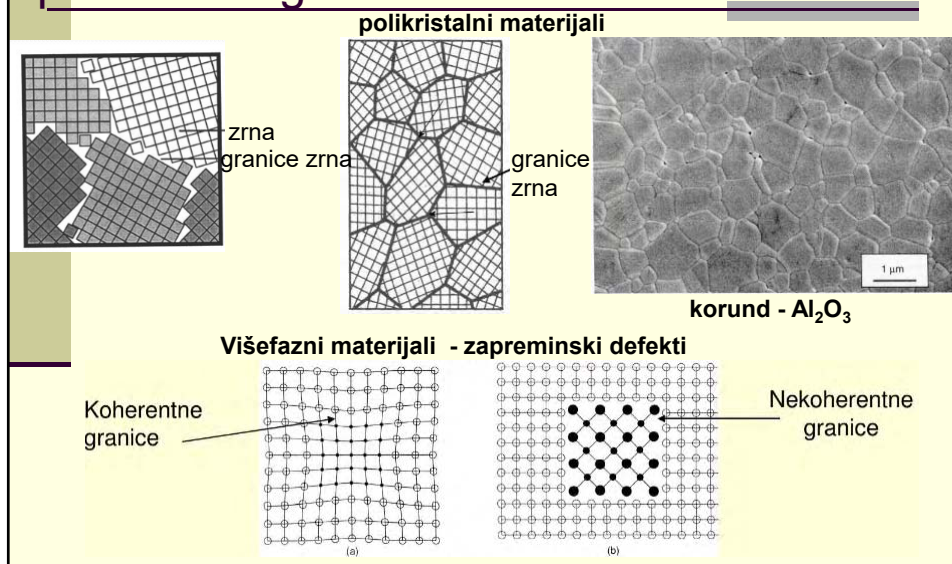 polikristalni materijali
zrna
granice zrna
granice
zrna
1 μm
korund - Al₂O₃
Višefazni materijali - zapreminski defekti
Koherentne
granice
Nekoherentne
granice
(a)
(b)